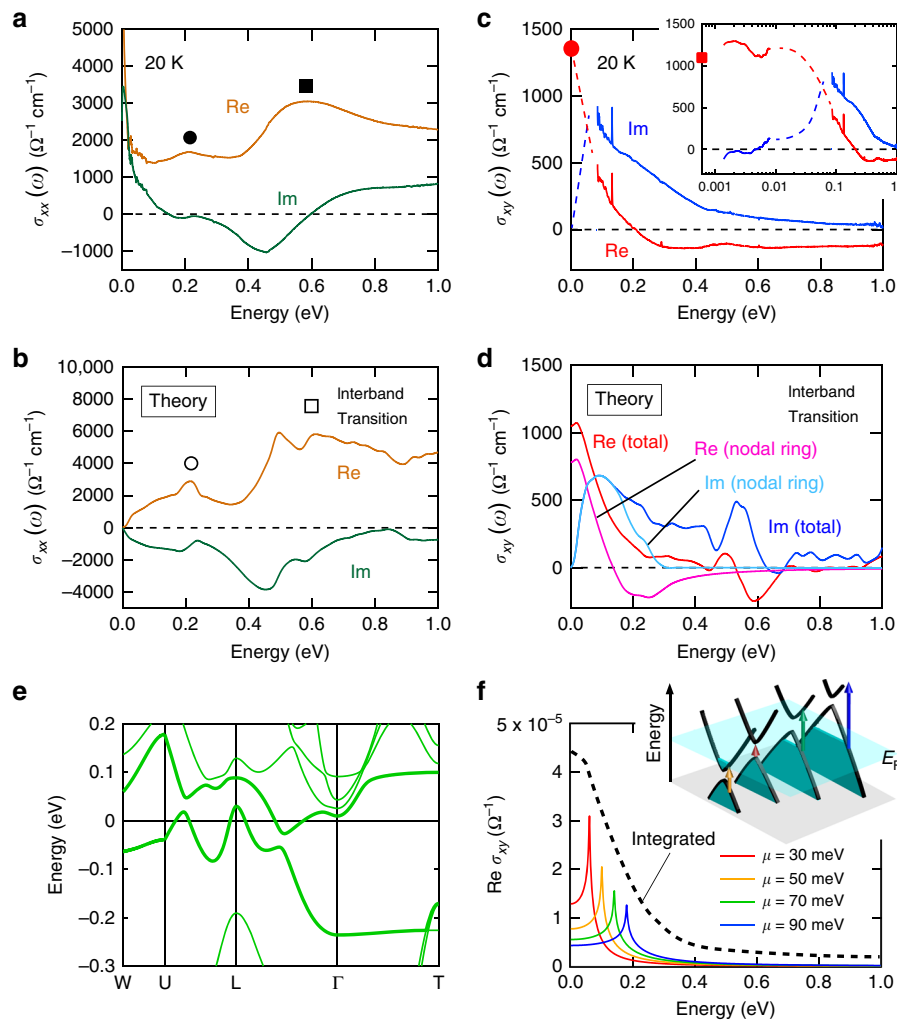 a
5000
4000
3000
2000
1000
0
−1000
σxx (ω) (Ω−1 cm−1)
20 K
Re
Im
0.0 0.2 0.4 0.6 0.8 1.0
Energy (eV)
c
1500
1000
500
0
σxy (ω) (Ω−1 cm−1)
20 K
Im
Re
0.0 0.2 0.4 0.6 0.8 1.0
Energy (eV)
1500
1000
500
0
0.001 0.01 0.1 1
b
10,000
8000
6000
4000
2000
0
−2000
−4000
σxx (ω) (Ω−1 cm−1)
Theory
Interband
Transition
Re
Im
0.0 0.2 0.4 0.6 0.8 1.0
Energy (eV)
d
1500
1000
500
0
σxy (ω) (Ω−1 cm−1)
Theory
Interband
Transition
Re (total)
Re (nodal ring)
Im (nodal ring)
Im (total)
0.0 0.2 0.4 0.6 0.8 1.0
Energy (eV)
e
0.2
0.1
0
−0.1
−0.2
−0.3
Energy (eV)
W U L Γ T
f
5 x 10−5
4
3
2
1
0
Re σxy (Ω−1)
Energy
EF
Integrated
μ = 30 meV
μ = 50 meV
μ = 70 meV
μ = 90 meV
0.0 0.2 0.4 0.6 0.8 1.0
Energy (eV)